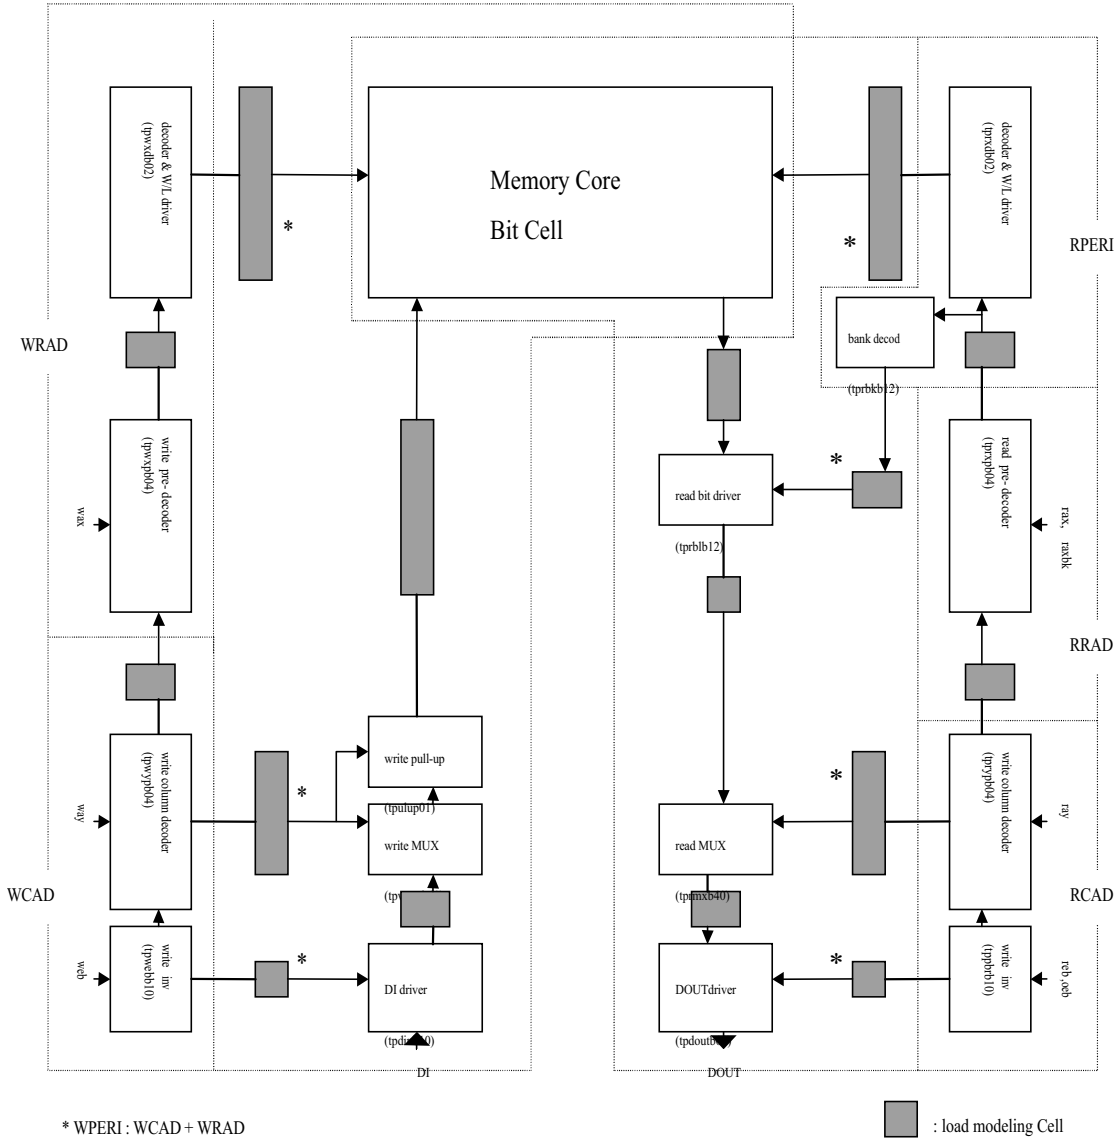 decoder & W/L driver
(tpwxdb02)
*
Memory Core
Bit Cell
*
decoder & W/L driver
(tprxdb02)
RPERI
WRAD
bank decod
(tprbkb12)
write pre- decoder
(tpwxpb04)
wax
*
read bit driver
(tprblb12)
read pre- decoder
(tprxpb04)
rax, raxbk
RRAD
write column decoder
(tpwypb04)
way
*
write pull-up
(tpulup01)
write MUX
*
read MUX
(tprmxb40)
write column decoder
(tprypb04)
ray
WCAD
RCAD
write inv
(tpwebb10)
web
*
DI driver
DI
DOUTdriver
DOUT
*
write inv
reb,oeb
* WPERI : WCAD + WRAD
: load modeling Cell